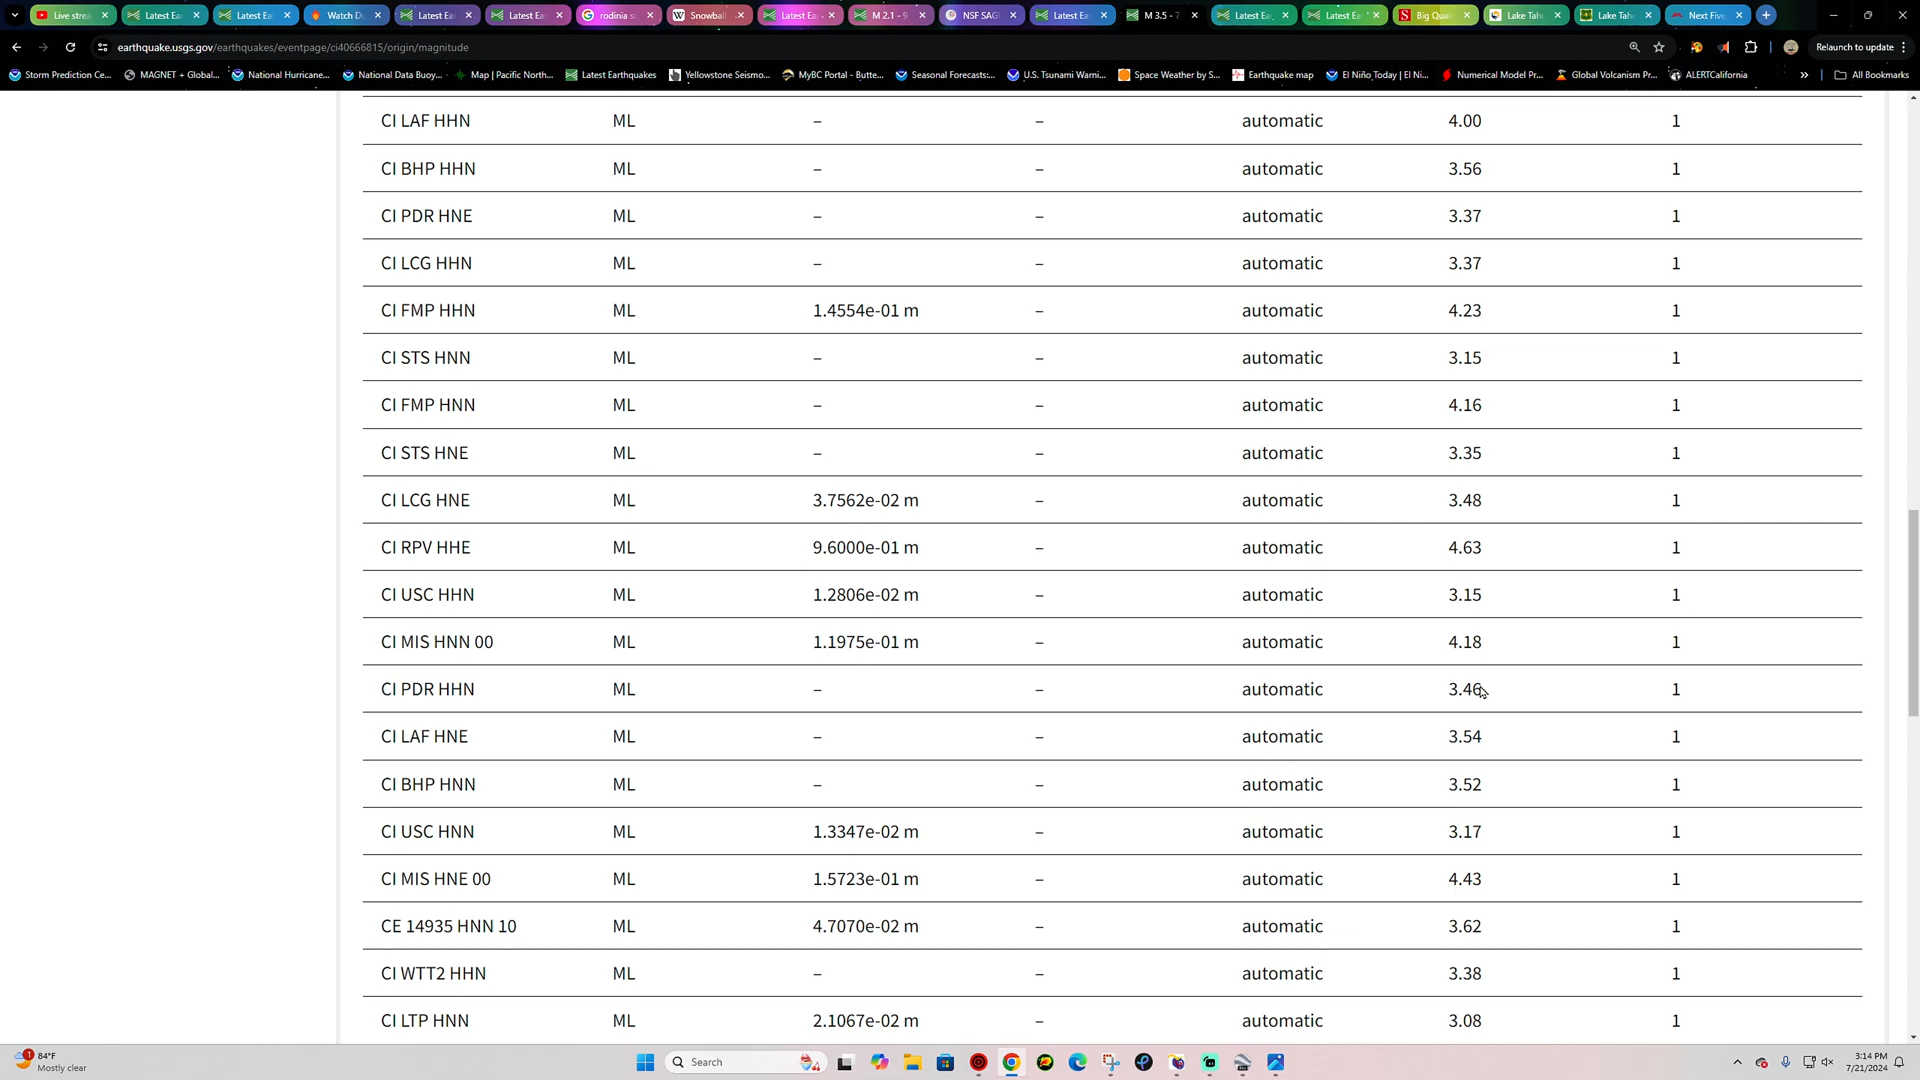 Live strea
Latest Ear
Latest Ea
Watch Du
Latest Ea
Latest Ea
rodinia s
Snowball
Latest Ea
M 2.1 - 9
NSF SAG
Latest Ea
M 3.5 - 7
Latest Ea
Latest Ea
Big Quak
Lake Tah
Lake Tah
Next Five
earthquake.usgs.gov/earthquakes/eventpage/ci40666815/origin/magnitude
Relaunch to update
Storm Prediction Ce...
MAGNET + Global...
National Hurricane...
National Data Buoy...
Map | Pacific North...
Latest Earthquakes
Yellowstone Seismo...
MyBC Portal - Butte...
Seasonal Forecasts:...
U.S. Tsunami Warni...
Space Weather by S...
Earthquake map
El Niño Today | El Ni...
Numerical Model Pr...
Global Volcanism Pr...
ALERTCalifornia
All Bookmarks
CI LAF HHN ML – – automatic 4.00 1
CI BHP HHN ML – – automatic 3.56 1
CI PDR HNE ML – – automatic 3.37 1
CI LCG HHN ML – – automatic 3.37 1
CI FMP HHN ML 1.4554e-01 m – automatic 4.23 1
CI STS HNN ML – – automatic 3.15 1
CI FMP HNN ML – – automatic 4.16 1
CI STS HNE ML – – automatic 3.35 1
CI LCG HNE ML 3.7562e-02 m – automatic 3.48 1
CI RPV HHE ML 9.6000e-01 m – automatic 4.63 1
CI USC HHN ML 1.2806e-02 m – automatic 3.15 1
CI MIS HNN 00 ML 1.1975e-01 m – automatic 4.18 1
CI PDR HHN ML – – automatic 3.46 1
CI LAF HNE ML – – automatic 3.54 1
CI BHP HNN ML – – automatic 3.52 1
CI USC HNN ML 1.3347e-02 m – automatic 3.17 1
CI MIS HNE 00 ML 1.5723e-01 m – automatic 4.43 1
CE 14935 HNN 10 ML 4.7070e-02 m – automatic 3.62 1
CI WTT2 HHN ML – – automatic 3.38 1
CI LTP HNN ML 2.1067e-02 m – automatic 3.08 1
84°F
Mostly clear
Search
3:14 PM
7/21/2024